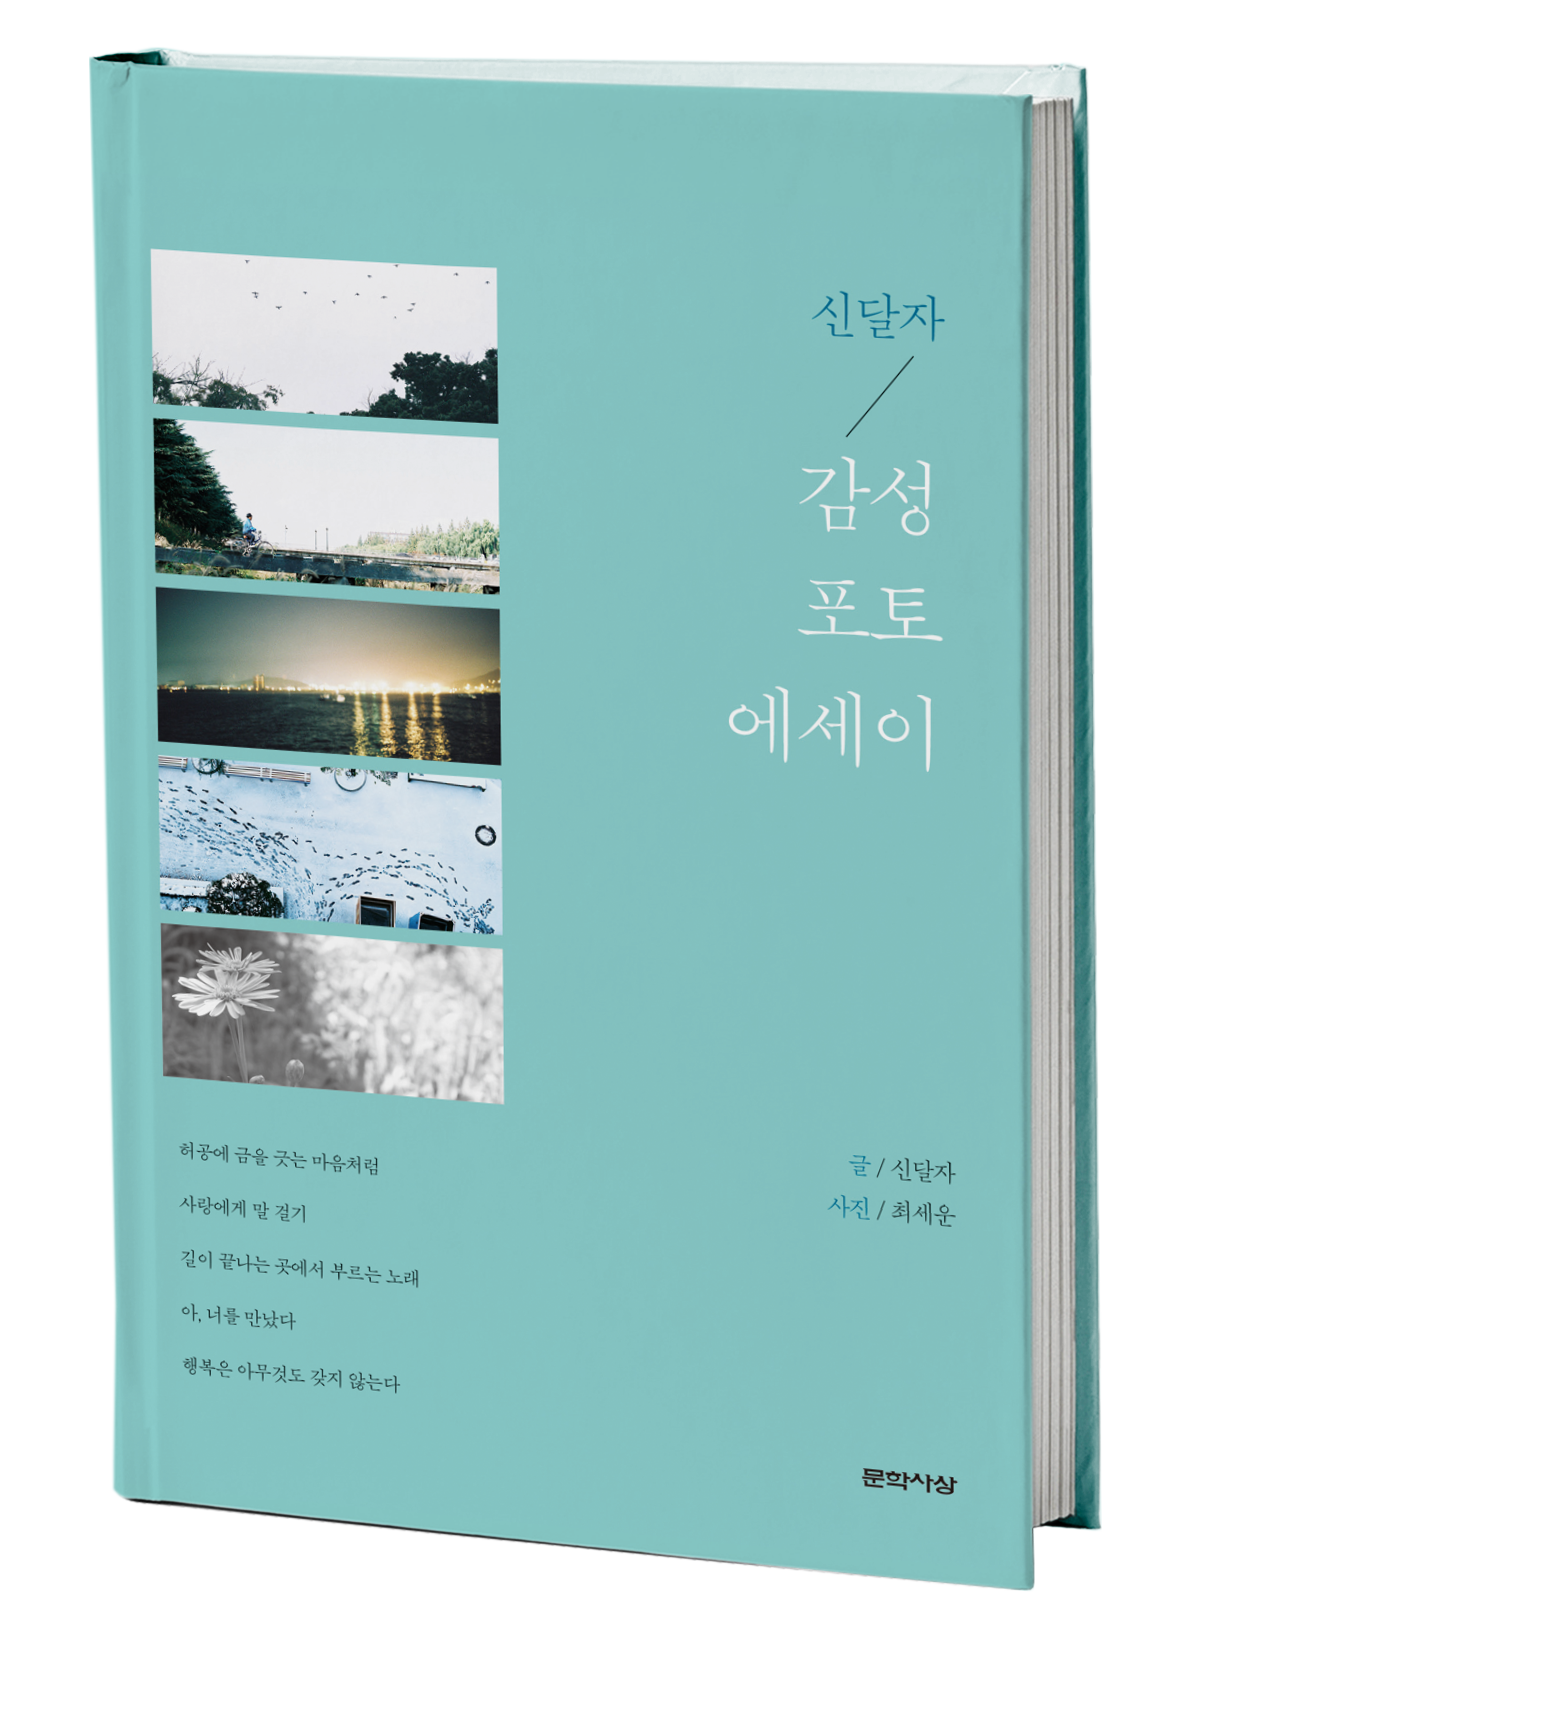 신달자
감성
포토
에세이
허공에 금을 긋는 마음처럼
사랑에게 말 걸기
길이 끝나는 곳에서 부르는 노래
아, 너를 만났다
행복은 아무것도 갖지 않는다
글 / 신달자
사진 / 최세운
문학사상